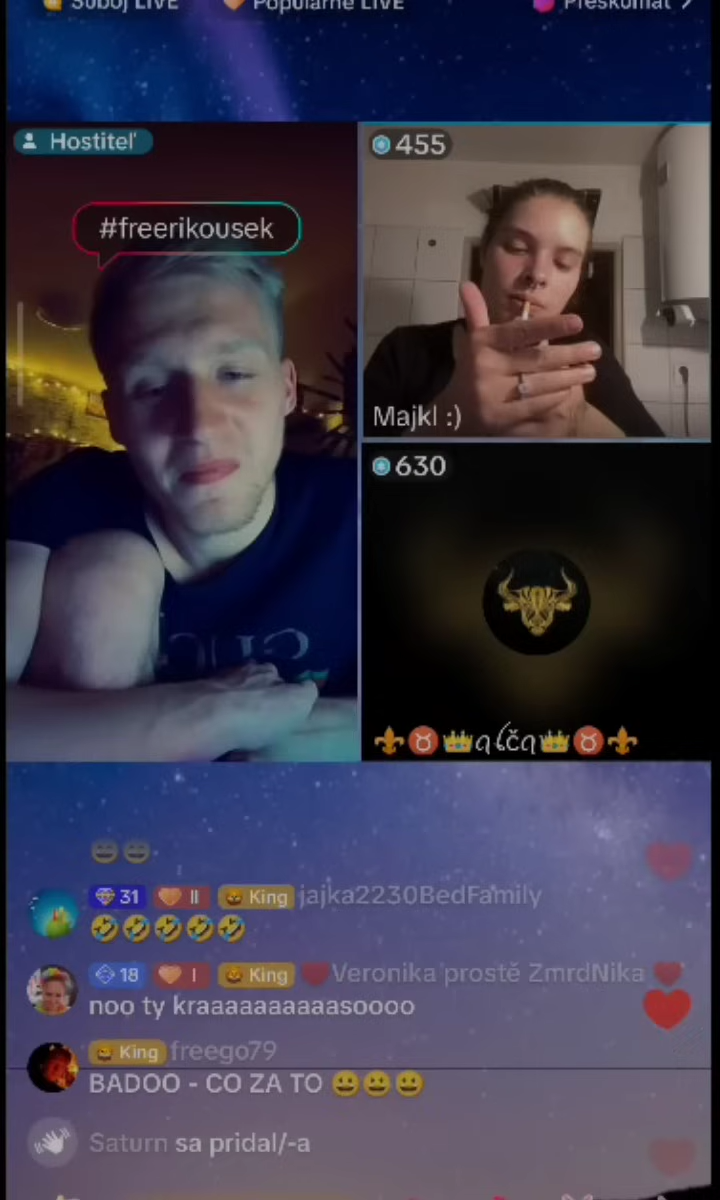 Súboj LIVE
Populárne LIVE
Preskúmať >
Hostiteľ
#freerikousek
455
Majkl :)
630
alča
31 II King jajka2230BedFamily
18 I King Veronika prostě ZmrdNika
noo ty kraaaaaaaaaasoooo
King freego79
BADOO - CO ZA TO
Saturn sa pridal/-a